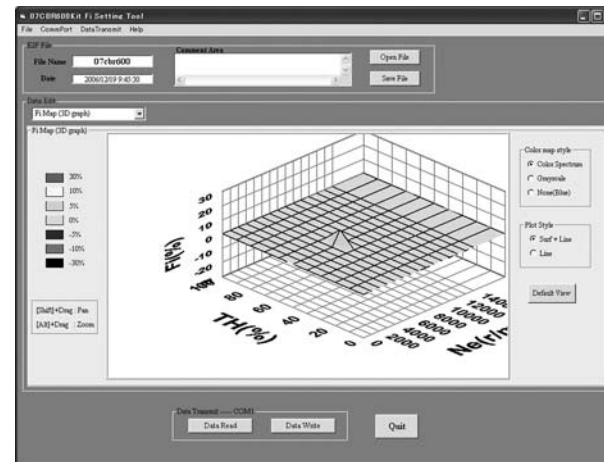 07CBR600Kit Fi Setting Tool
File CommPort DataTransmit Help
E2P File
File Name 07cbr600
Date 2006/12/19 9:45:30
Comment Area
Open File
Save File
Data Edit
Fi Map (3D graph)
Fi Map (3D graph)
30%
10%
5%
0%
-5%
-10%
-30%
[Shift]+Drag : Pan
[Alt]+Drag : Zoom
Fi(%)
30
20
10
0
-10
-20
TH(%)
80
60
40
20
0
Ne(r/
0
2000
4000
6000
8000
10000
12000
1400
Color map style
Color Spectrum
Grayscale
None(Blue)
Plot Style
Surf + Line
Line
Default View
Data Transmit ----- COM1
Data Read
Data Write
Quit